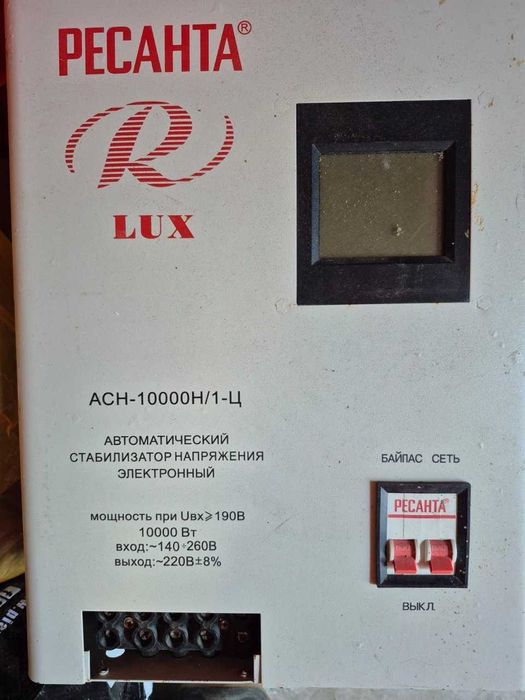 РЕСАНТА®
R
LUX
АСН-10000Н/1-Ц
АВТОМАТИЧЕСКИЙ
СТАБИЛИЗАТОР НАПРЯЖЕНИЯ
ЭЛЕКТРОННЫЙ
мощность при Uвх⩾190В
10000 Вт
вход:~140÷260В
выход:~220В±8%
БАЙПАС СЕТЬ
РЕСАНТА®
ВЫКЛ.